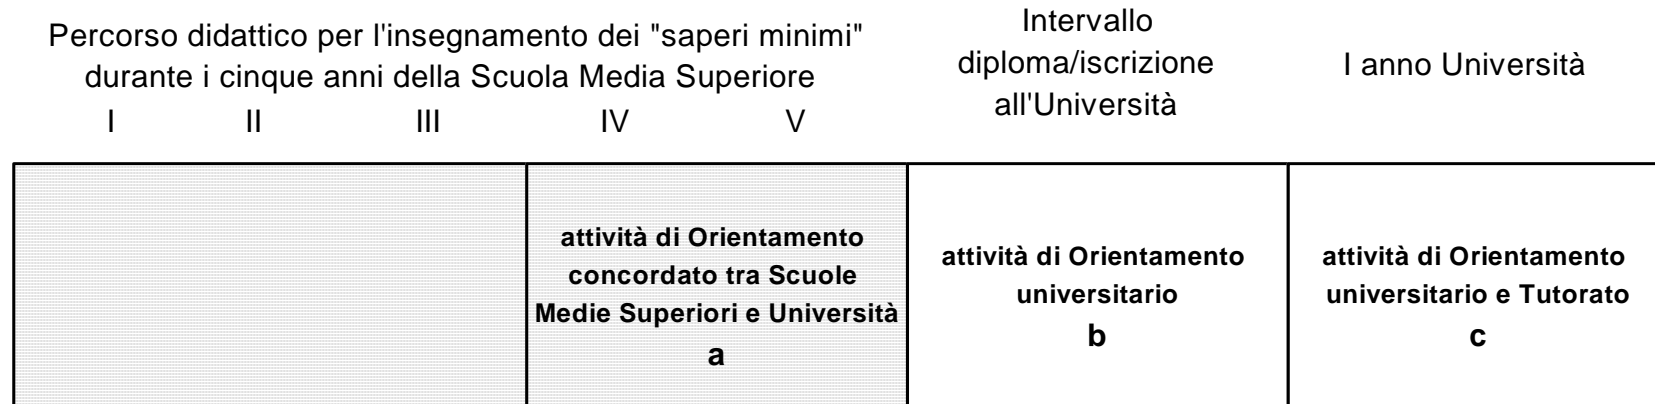 Percorso didattico per l'insegnamento dei "saperi minimi"
durante i cinque anni della Scuola Media Superiore
I II III IV V
Intervallo
diploma/iscrizione
all'Università
I anno Università
attività di Orientamento
concordato tra Scuole
Medie Superiori e Università
a
attività di Orientamento
universitario
b
attività di Orientamento
universitario e Tutorato
c